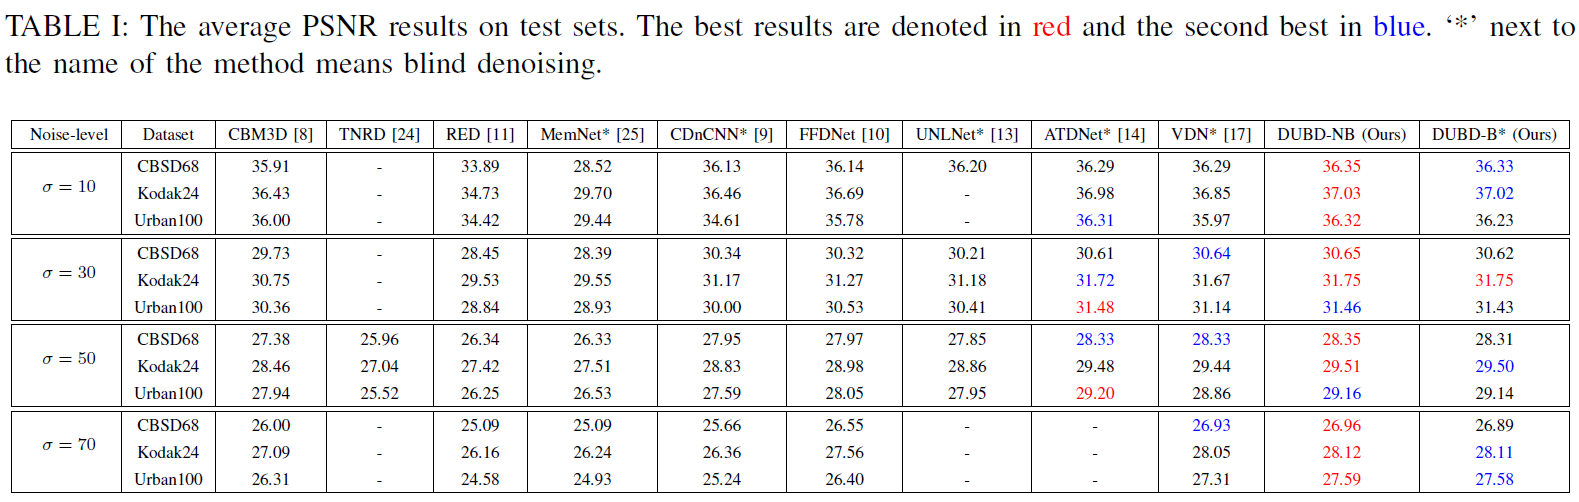 TABLE I: The average PSNR results on test sets. The best results are denoted in red and the second best in blue. ‘*’ next to
the name of the method means blind denoising.
Noise-level Dataset CBM3D [8] TNRD [24] RED [11] MemNet* [25] CDnCNN* [9] FFDNet [10] UNLNet* [13] ATDNet* [14] VDN* [17] DUBD-NB (Ours) DUBD-B* (Ours)
CBSD68 35.91 - 33.89 28.52 36.13 36.14 36.20 36.29 36.29 36.35 36.33
σ = 10 Kodak24 36.43 - 34.73 29.70 36.46 36.69 - 36.98 36.85 37.03 37.02
Urban100 36.00 - 34.42 29.44 34.61 35.78 - 36.31 35.97 36.32 36.23
CBSD68 29.73 - 28.45 28.39 30.34 30.32 30.21 30.61 30.64 30.65 30.62
σ = 30 Kodak24 30.75 - 29.53 29.55 31.17 31.27 31.18 31.72 31.67 31.75 31.75
Urban100 30.36 - 28.84 28.93 30.00 30.53 30.41 31.48 31.14 31.46 31.43
CBSD68 27.38 25.96 26.34 26.33 27.95 27.97 27.85 28.33 28.33 28.35 28.31
σ = 50 Kodak24 28.46 27.04 27.42 27.51 28.83 28.98 28.86 29.48 29.44 29.51 29.50
Urban100 27.94 25.52 26.25 26.53 27.59 28.05 27.95 29.20 28.86 29.16 29.14
CBSD68 26.00 - 25.09 25.09 25.66 26.55 - - 26.93 26.96 26.89
σ = 70 Kodak24 27.09 - 26.16 26.24 26.36 27.56 - - 28.05 28.12 28.11
Urban100 26.31 - 24.58 24.93 25.24 26.40 - - 27.31 27.59 27.58